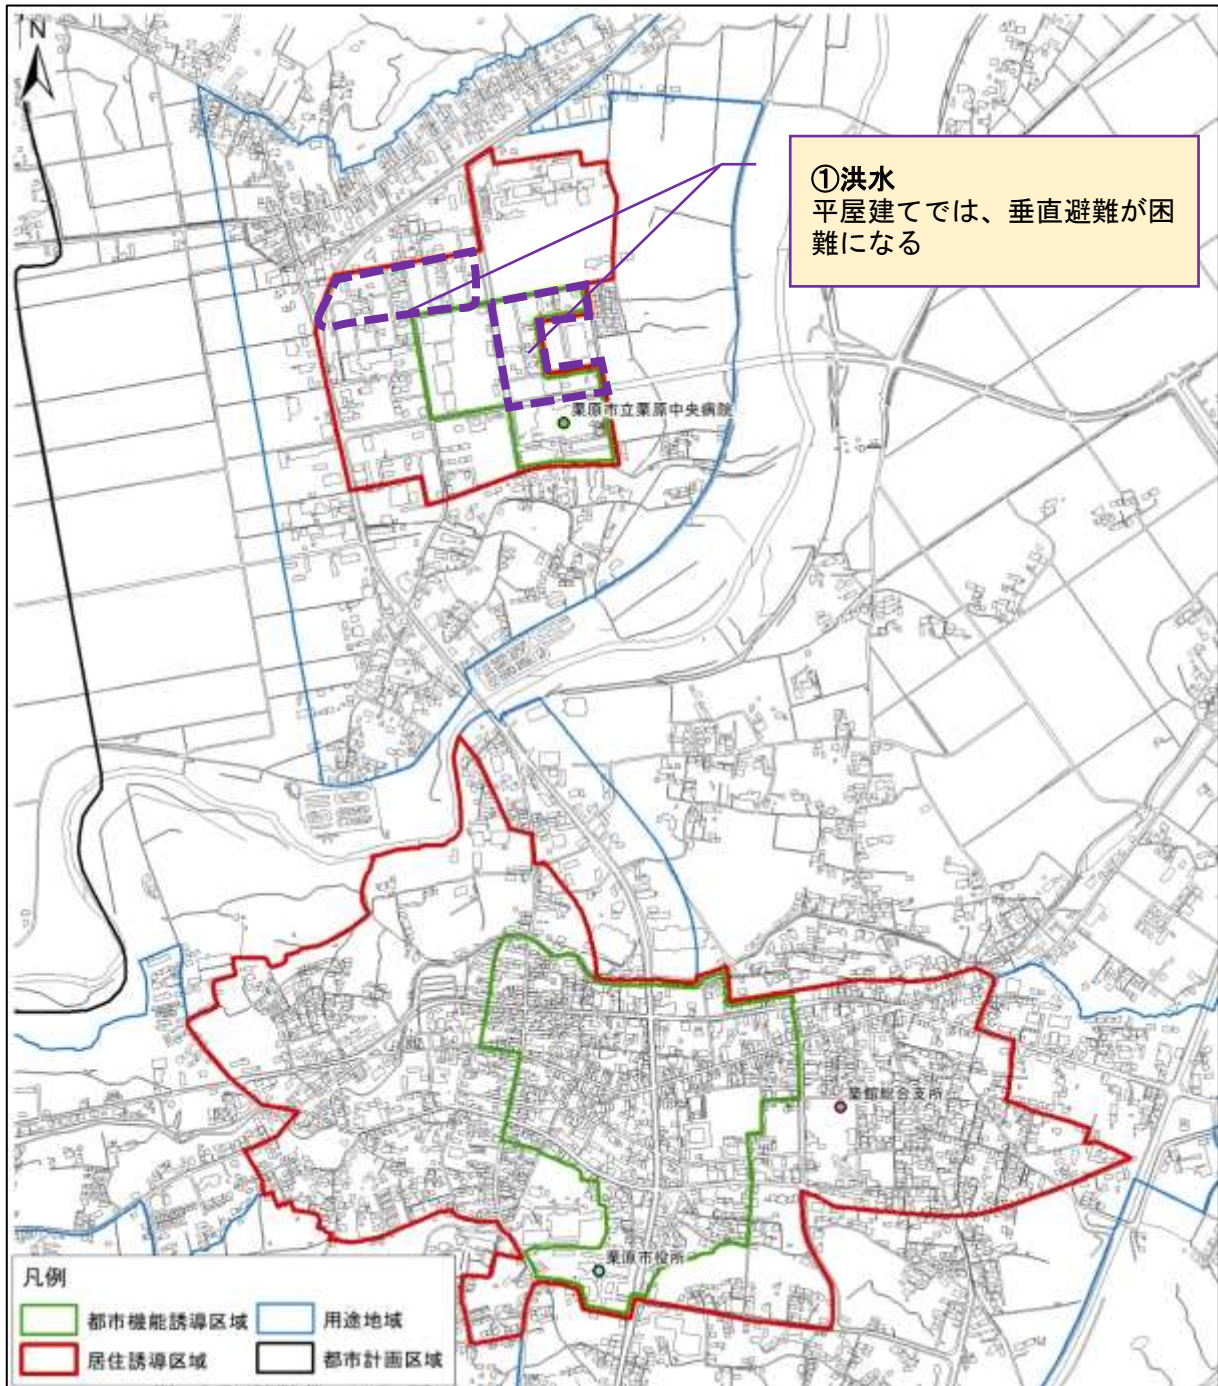 N
①洪水
平屋建てでは、垂直避難が困
難になる
栗原市立栗原中央病院
築館総合支所
栗原市役所
凡例
都市機能誘導区域
用途地域
居住誘導区域
都市計画区域